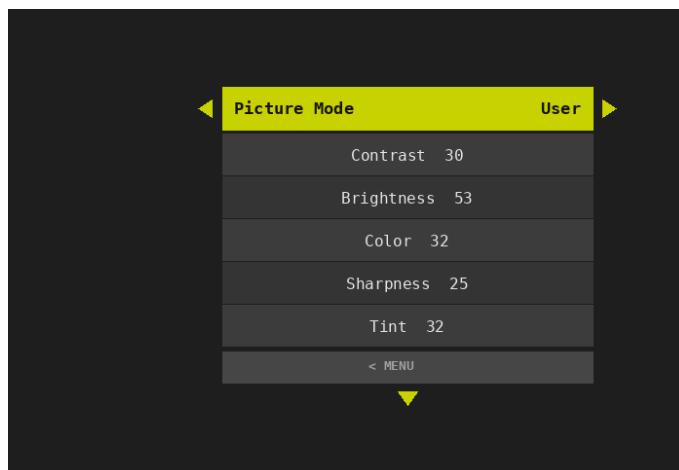 Picture Mode User
Contrast 30
Brightness 53
Color 32
Sharpness 25
Tint 32
< MENU